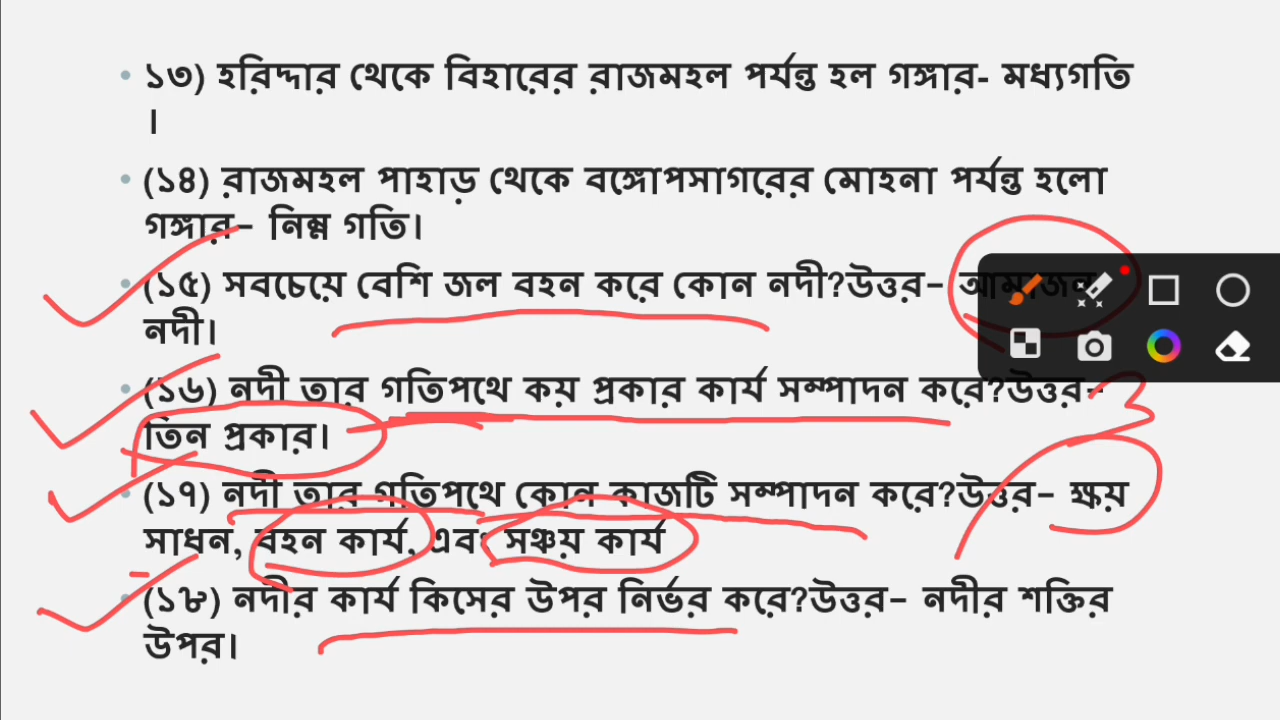 ১৩) হরিদ্দার থেকে বিহারের রাজমহল পর্যন্ত হল গঙ্গার- মধ্যগতি
।
(১৪) রাজমহল পাহাড় থেকে বঙ্গোপসাগরের মোহনা পর্যন্ত হলো
গঙ্গার– নিম্ন গতি।
(১৫) সবচেয়ে বেশি জল বহন করে কোন নদী?উত্তর– আমাজন
নদী।
(১৬) নদী তার গতিপথে কয় প্রকার কার্য সম্পাদন করে?উত্তর–
তিন প্রকার।
(১৭) নদী তার গতিপথে কোন কাজটি সম্পাদন করে?উত্তর– ক্ষয়
সাধন, বহন কার্য, এবং সঞ্চয় কার্য
(১৮) নদীর কার্য কিসের উপর নির্ভর করে?উত্তর– নদীর শক্তির
উপর।